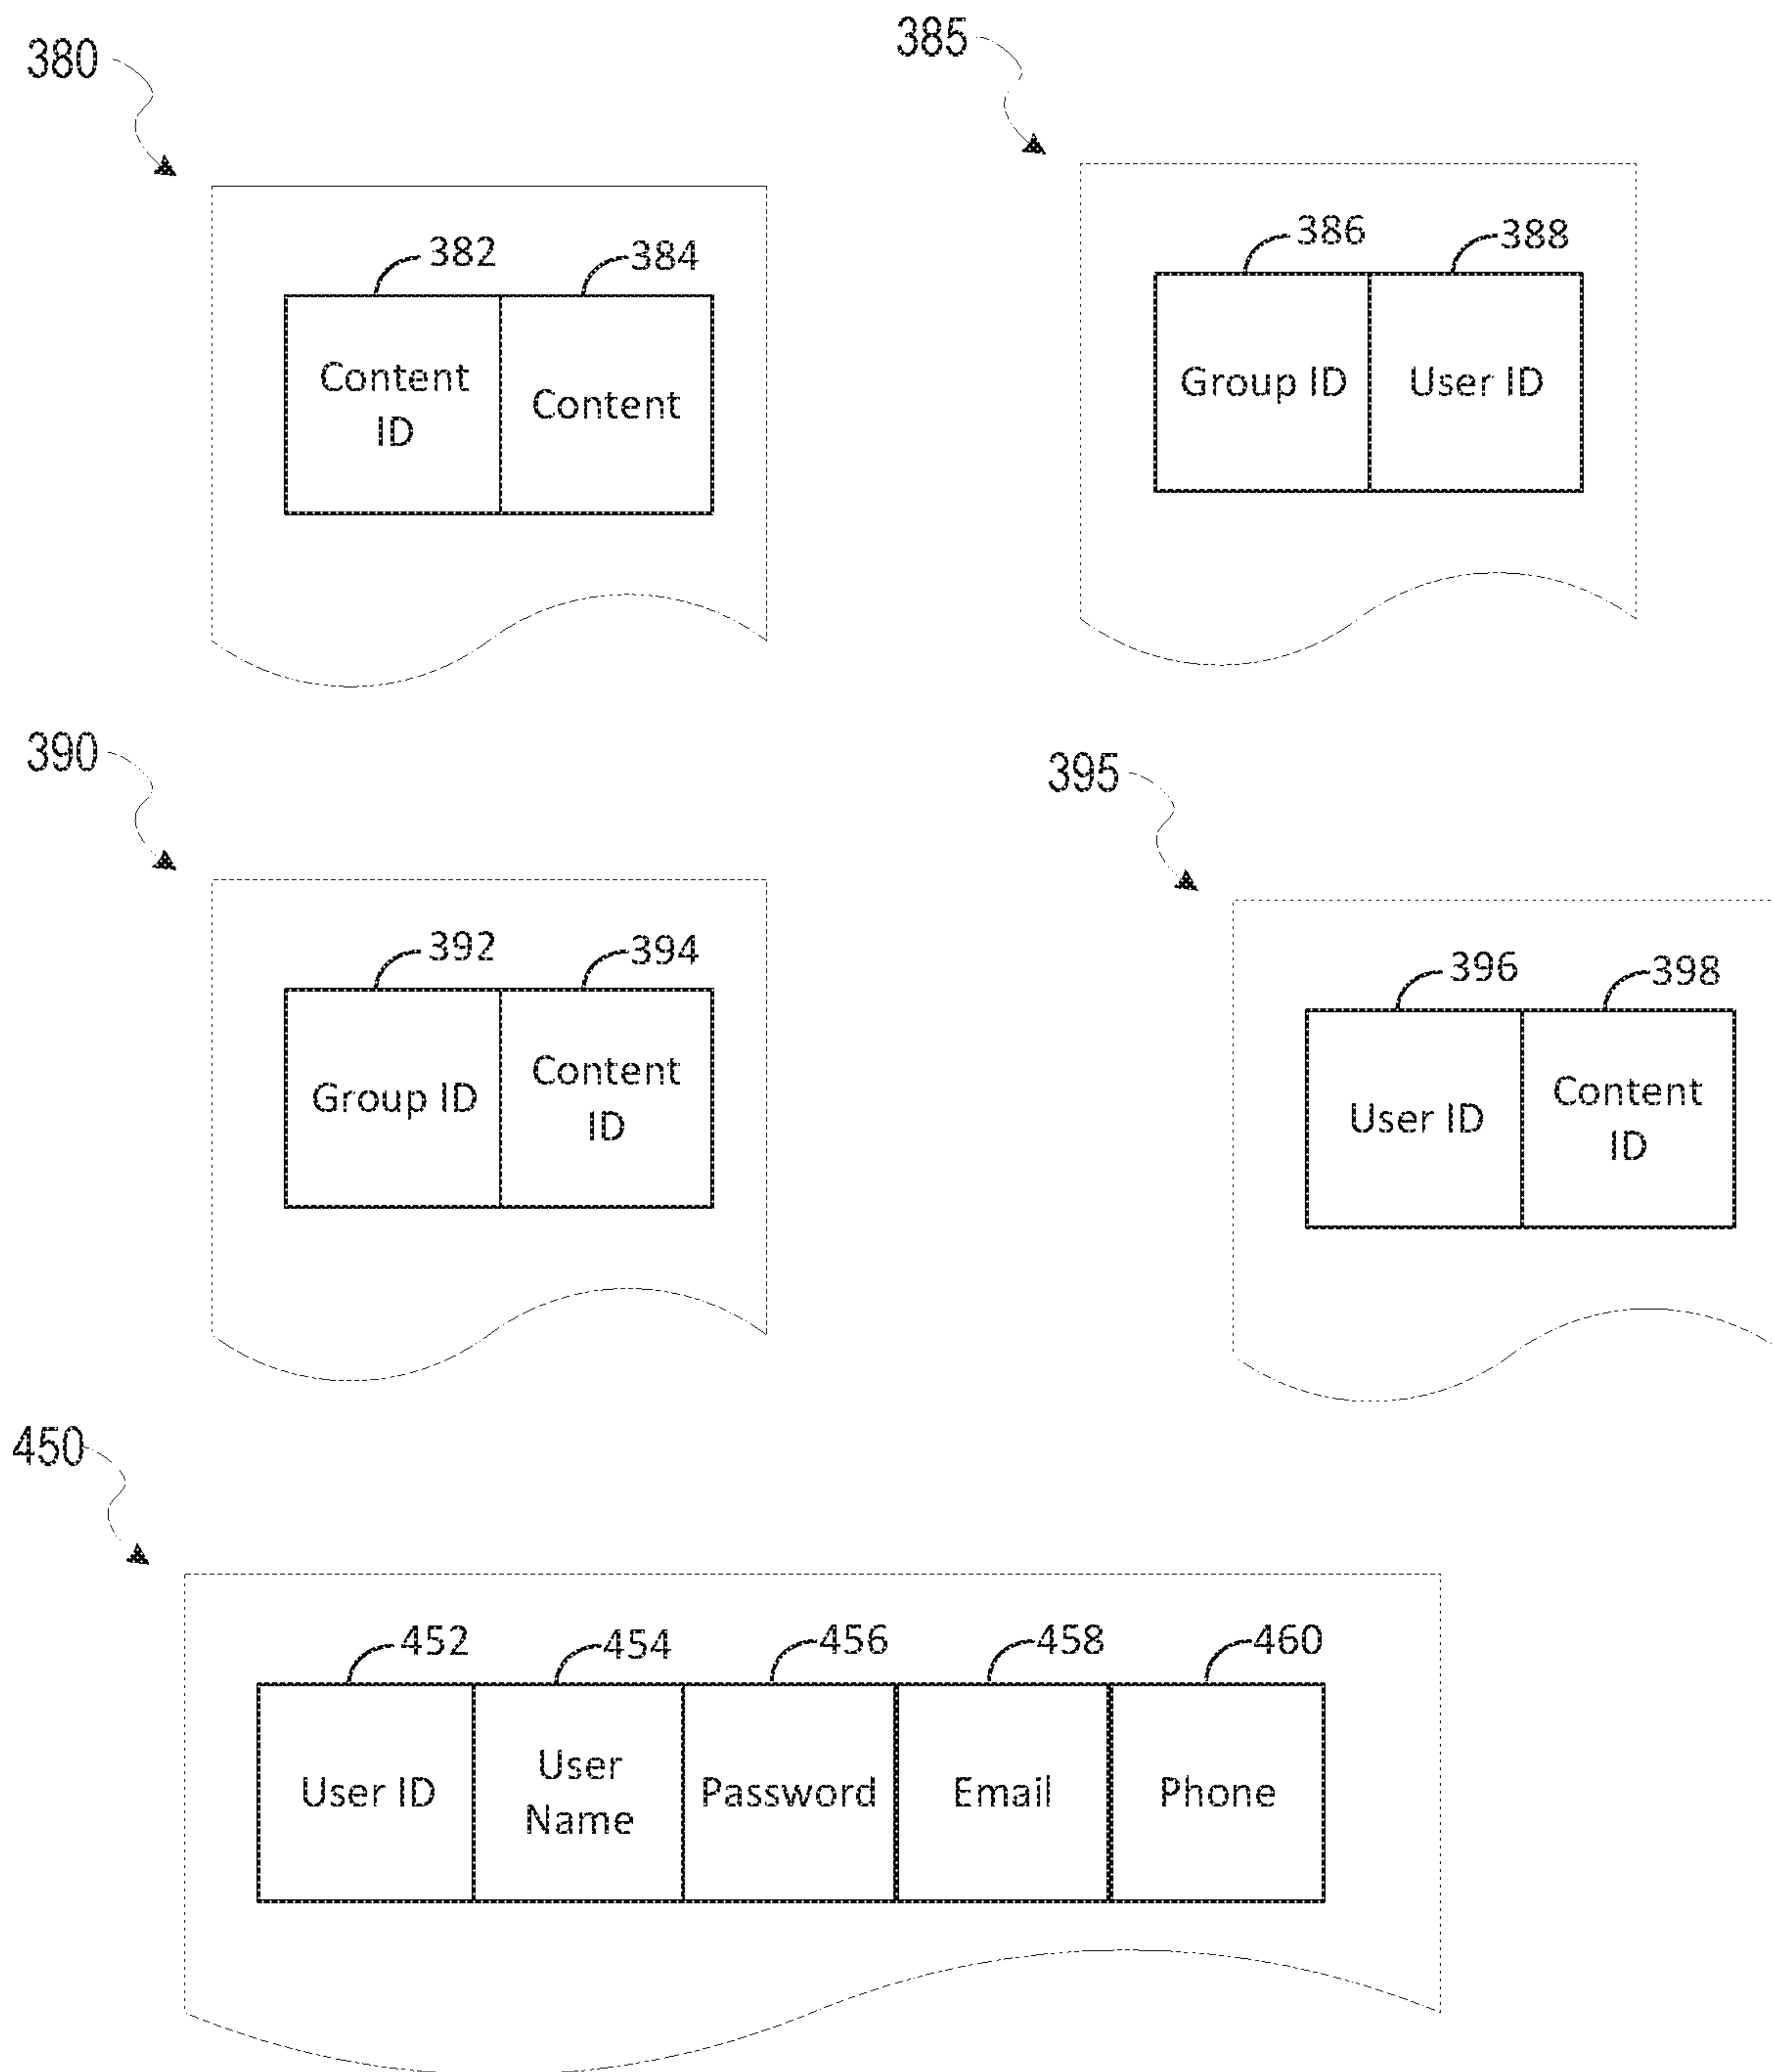 380
385
382
384
386
388
Content
ID
Content
Group ID
User ID
390
395
392
394
396
398
Group ID
Content
ID
User ID
Content
ID
450
452
454
456
458
460
User ID
User
Name
Password
Email
Phone